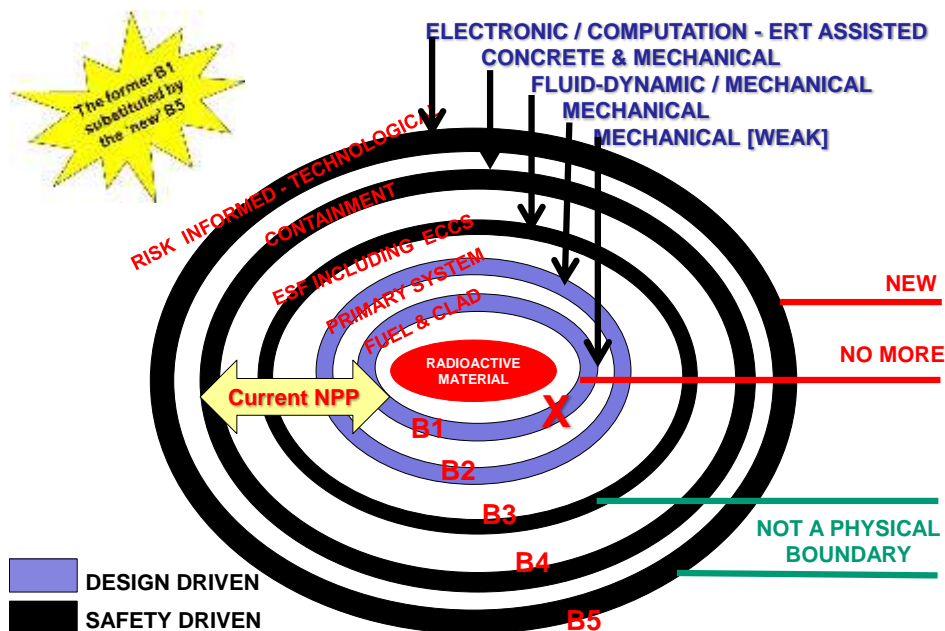 ELECTRONIC / COMPUTATION - ERT ASSISTED
CONCRETE & MECHANICAL
FLUID-DYNAMIC / MECHANICAL
MECHANICAL
MECHANICAL [WEAK]
The former B1
substituted by
the 'new' B5
RISK INFORMED - TECHNOLOGICAL
CONTAINMENT
ESF INCLUDING ECCS
PRIMARY SYSTEM
FUEL & CLAD
RADIOACTIVE
MATERIAL
NEW
NO MORE
Current NPP
X
B1
B2
B3
B4
B5
NOT A PHYSICAL
BOUNDARY
DESIGN DRIVEN
SAFETY DRIVEN